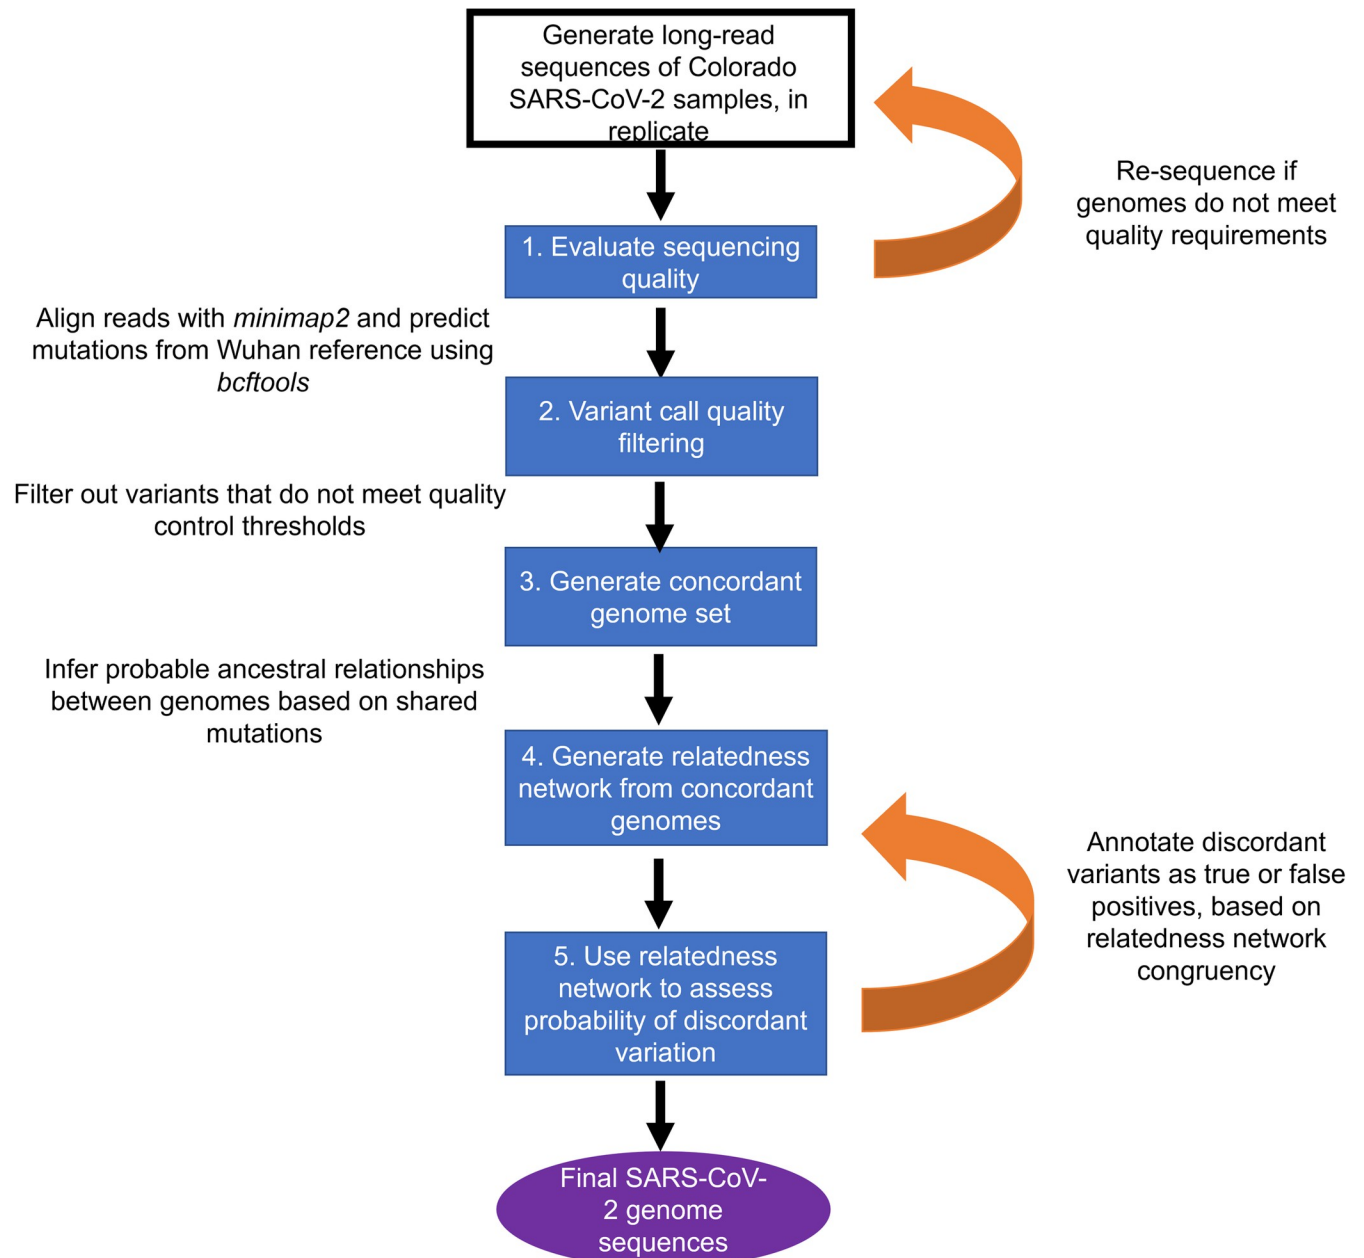 Generate long-read
sequences of Colorado
SARS-CoV-2 samples, in
replicate
Re-sequence if
genomes do not meet
quality requirements
1. Evaluate sequencing
quality
Align reads with minimap2 and predict
mutations from Wuhan reference using
bcftools
2. Variant call quality
filtering
Filter out variants that do not meet quality
control thresholds
3. Generate concordant
genome set
Infer probable ancestral relationships
between genomes based on shared
mutations
4. Generate relatedness
network from concordant
genomes
Annotate discordant
variants as true or false
positives, based on
relatedness network
congruency
5. Use relatedness
network to assess
probability of discordant
variation
Final SARS-CoV-
2 genome
sequences